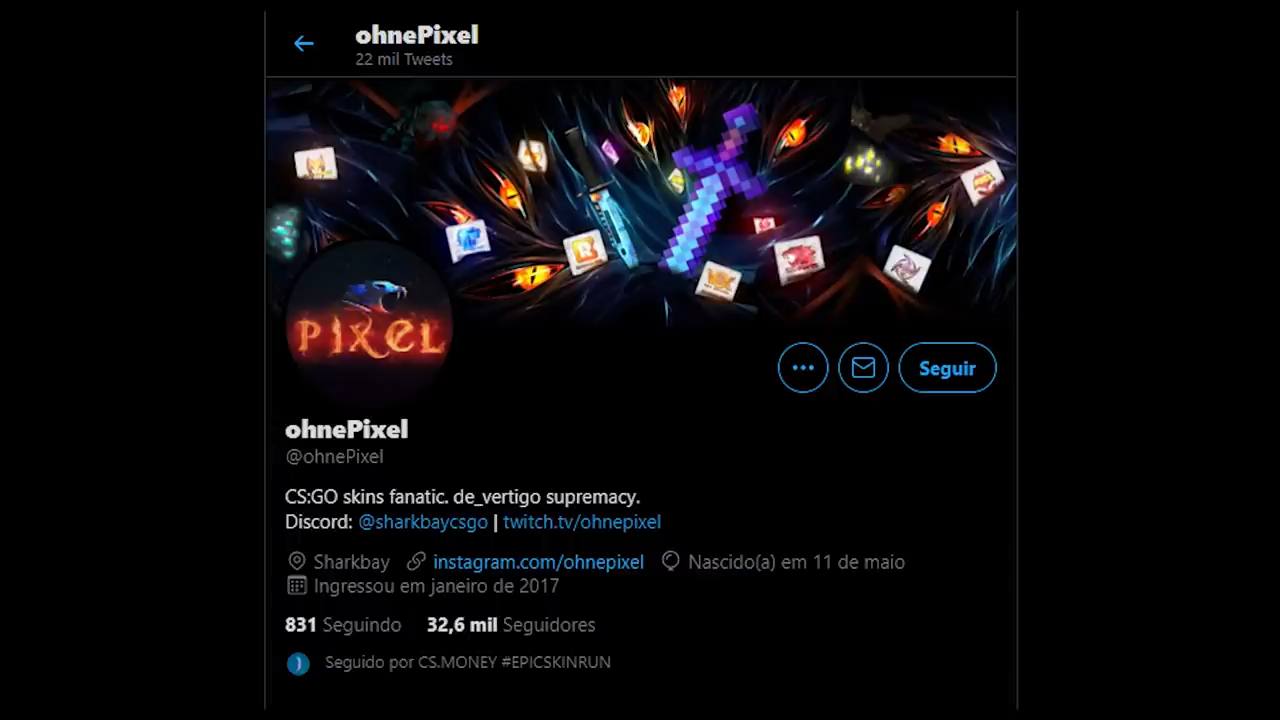 ohnePixel
22 mil Tweets
PIXEL
Seguir
ohnePixel
@ohnePixel
CS:GO skins fanatic. de_vertigo supremacy.
Discord: @sharkbaycsgo | twitch.tv/ohnepixel
Sharkbay instagram.com/ohnepixel Nascido(a) em 11 de maio
Ingressou em janeiro de 2017
831 Seguindo 32,6 mil Seguidores
Seguido por CS.MONEY #EPICSKINRUN